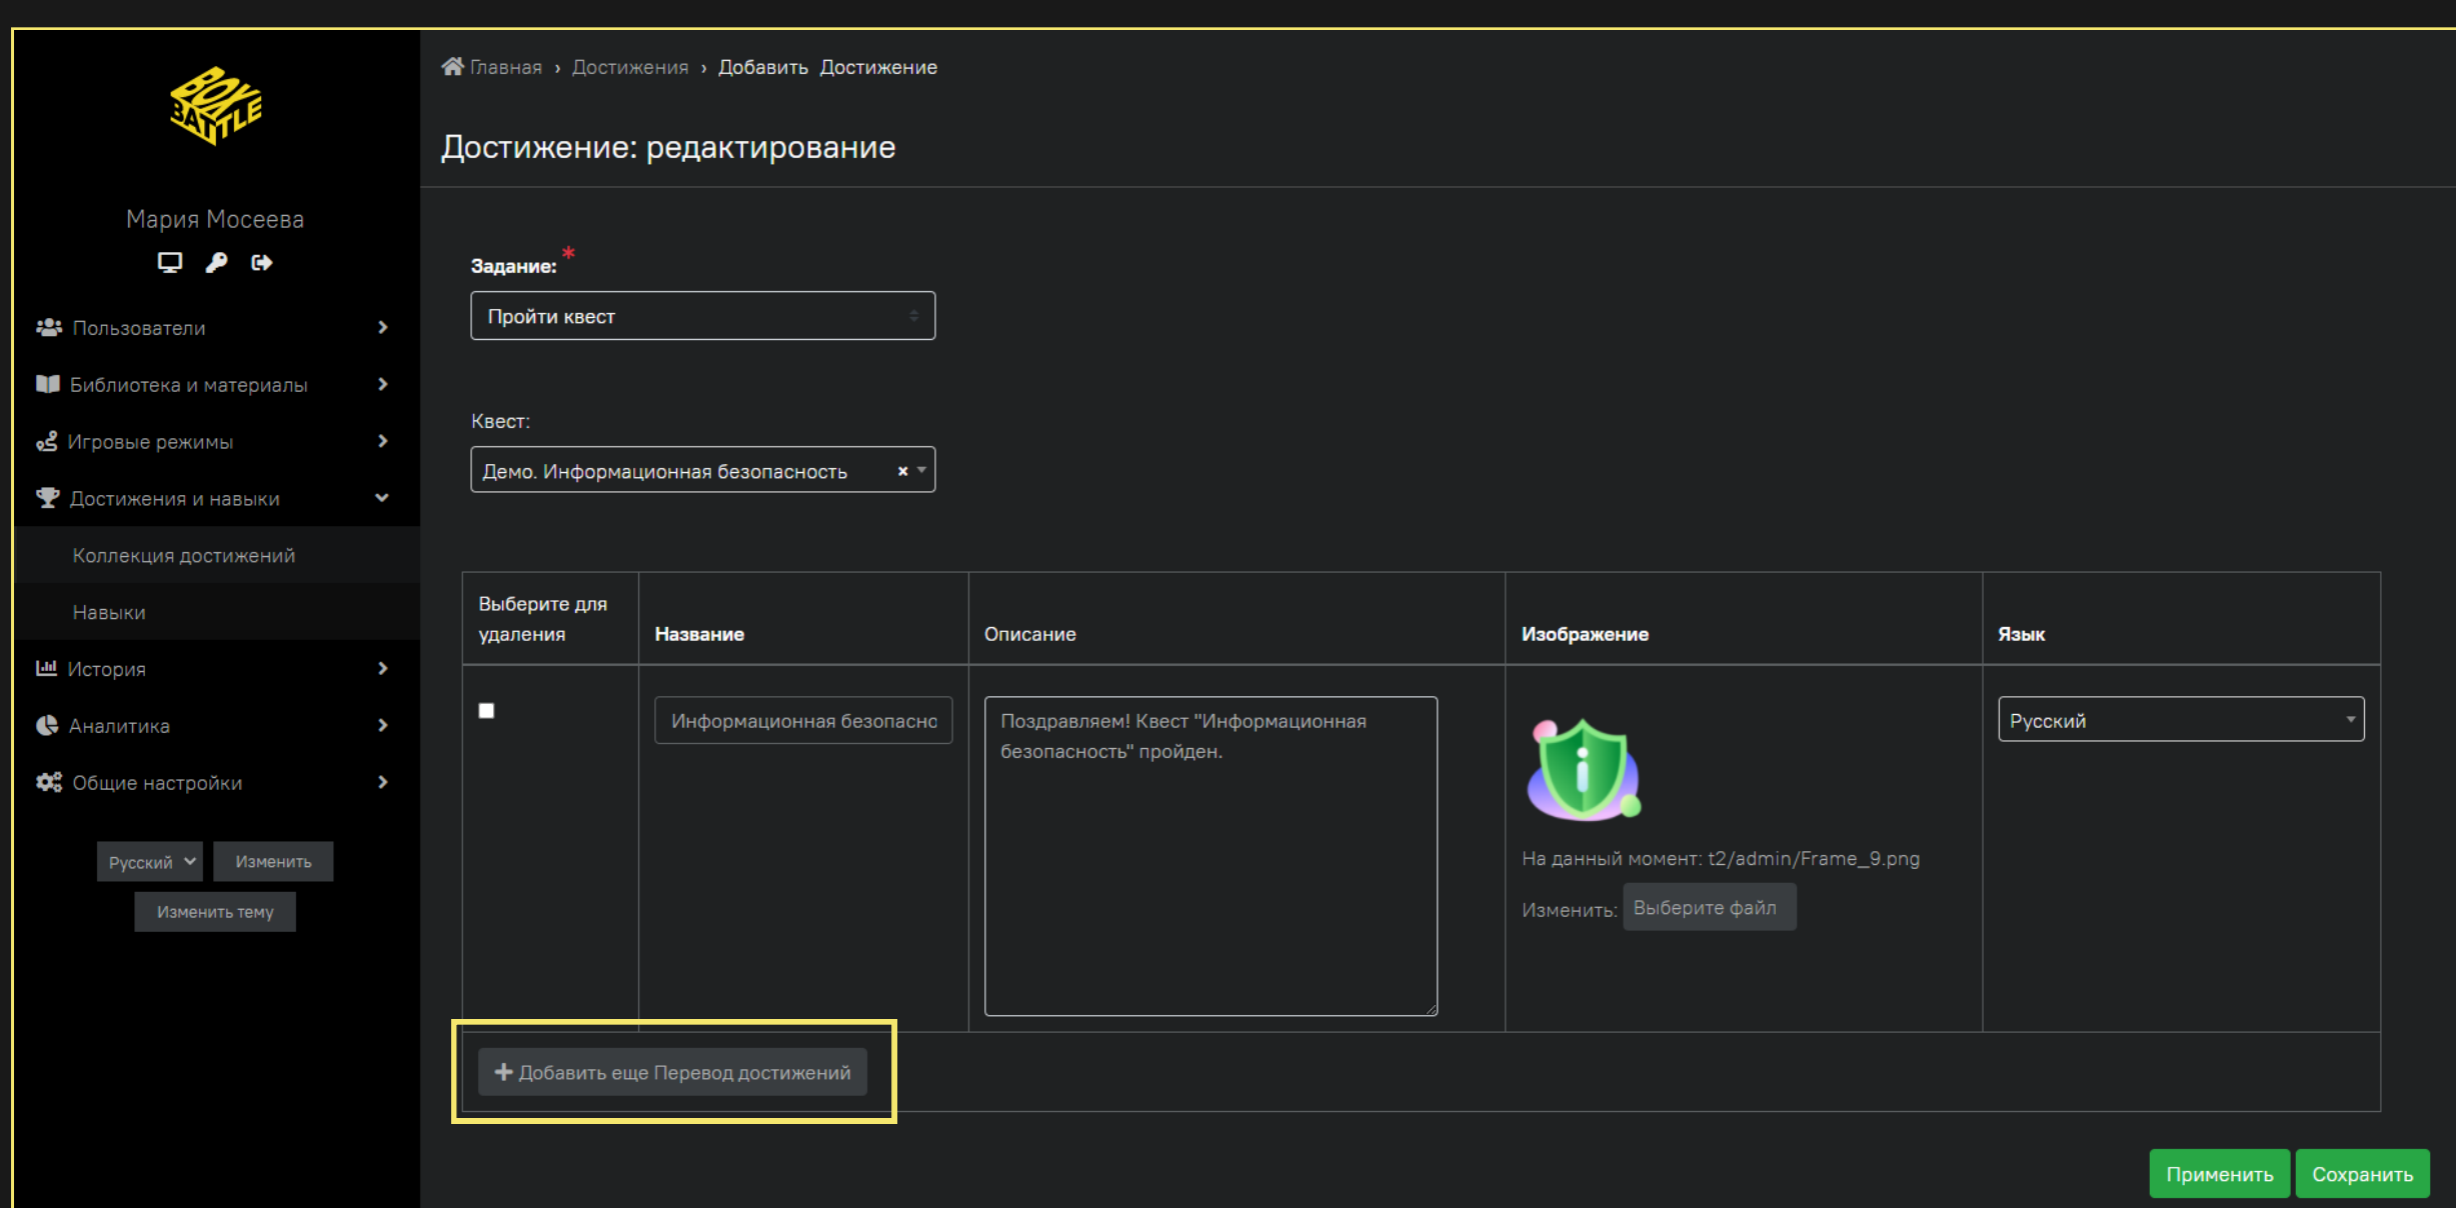 BOX
BATTLE
Мария Мосеева
Пользователи
Библиотека и материалы
Игровые режимы
Достижения и навыки
Коллекция достижений
Навыки
История
Аналитика
Общие настройки
Русский
Изменить
Изменить тему
Главная › Достижения › Добавить Достижение
Достижение: редактирование
Задание: *
Пройти квест
Квест:
Демо. Информационная безопасность ×
Выберите для
удаления
Название
Описание
Изображение
Язык
Информационная безопасно
Поздравляем! Квест "Информационная
безопасность" пройден.
На данный момент: t2/admin/Frame_9.png
Изменить: Выберите файл
Русский
+ Добавить еще Перевод достижений
Применить
Сохранить